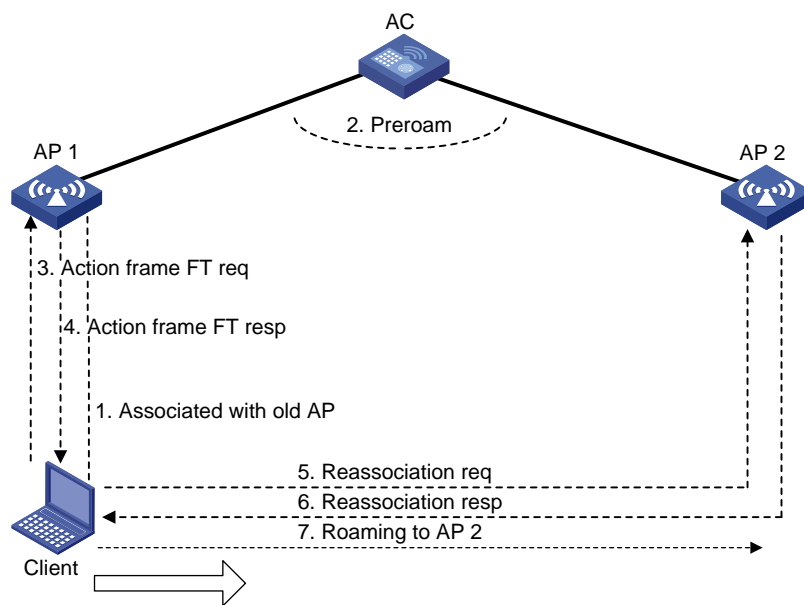 AC
2. Preroam
AP 1
AP 2
3. Action frame FT req
4. Action frame FT resp
1. Associated with old AP
5. Reassociation req
6. Reassociation resp
7. Roaming to AP 2
Client